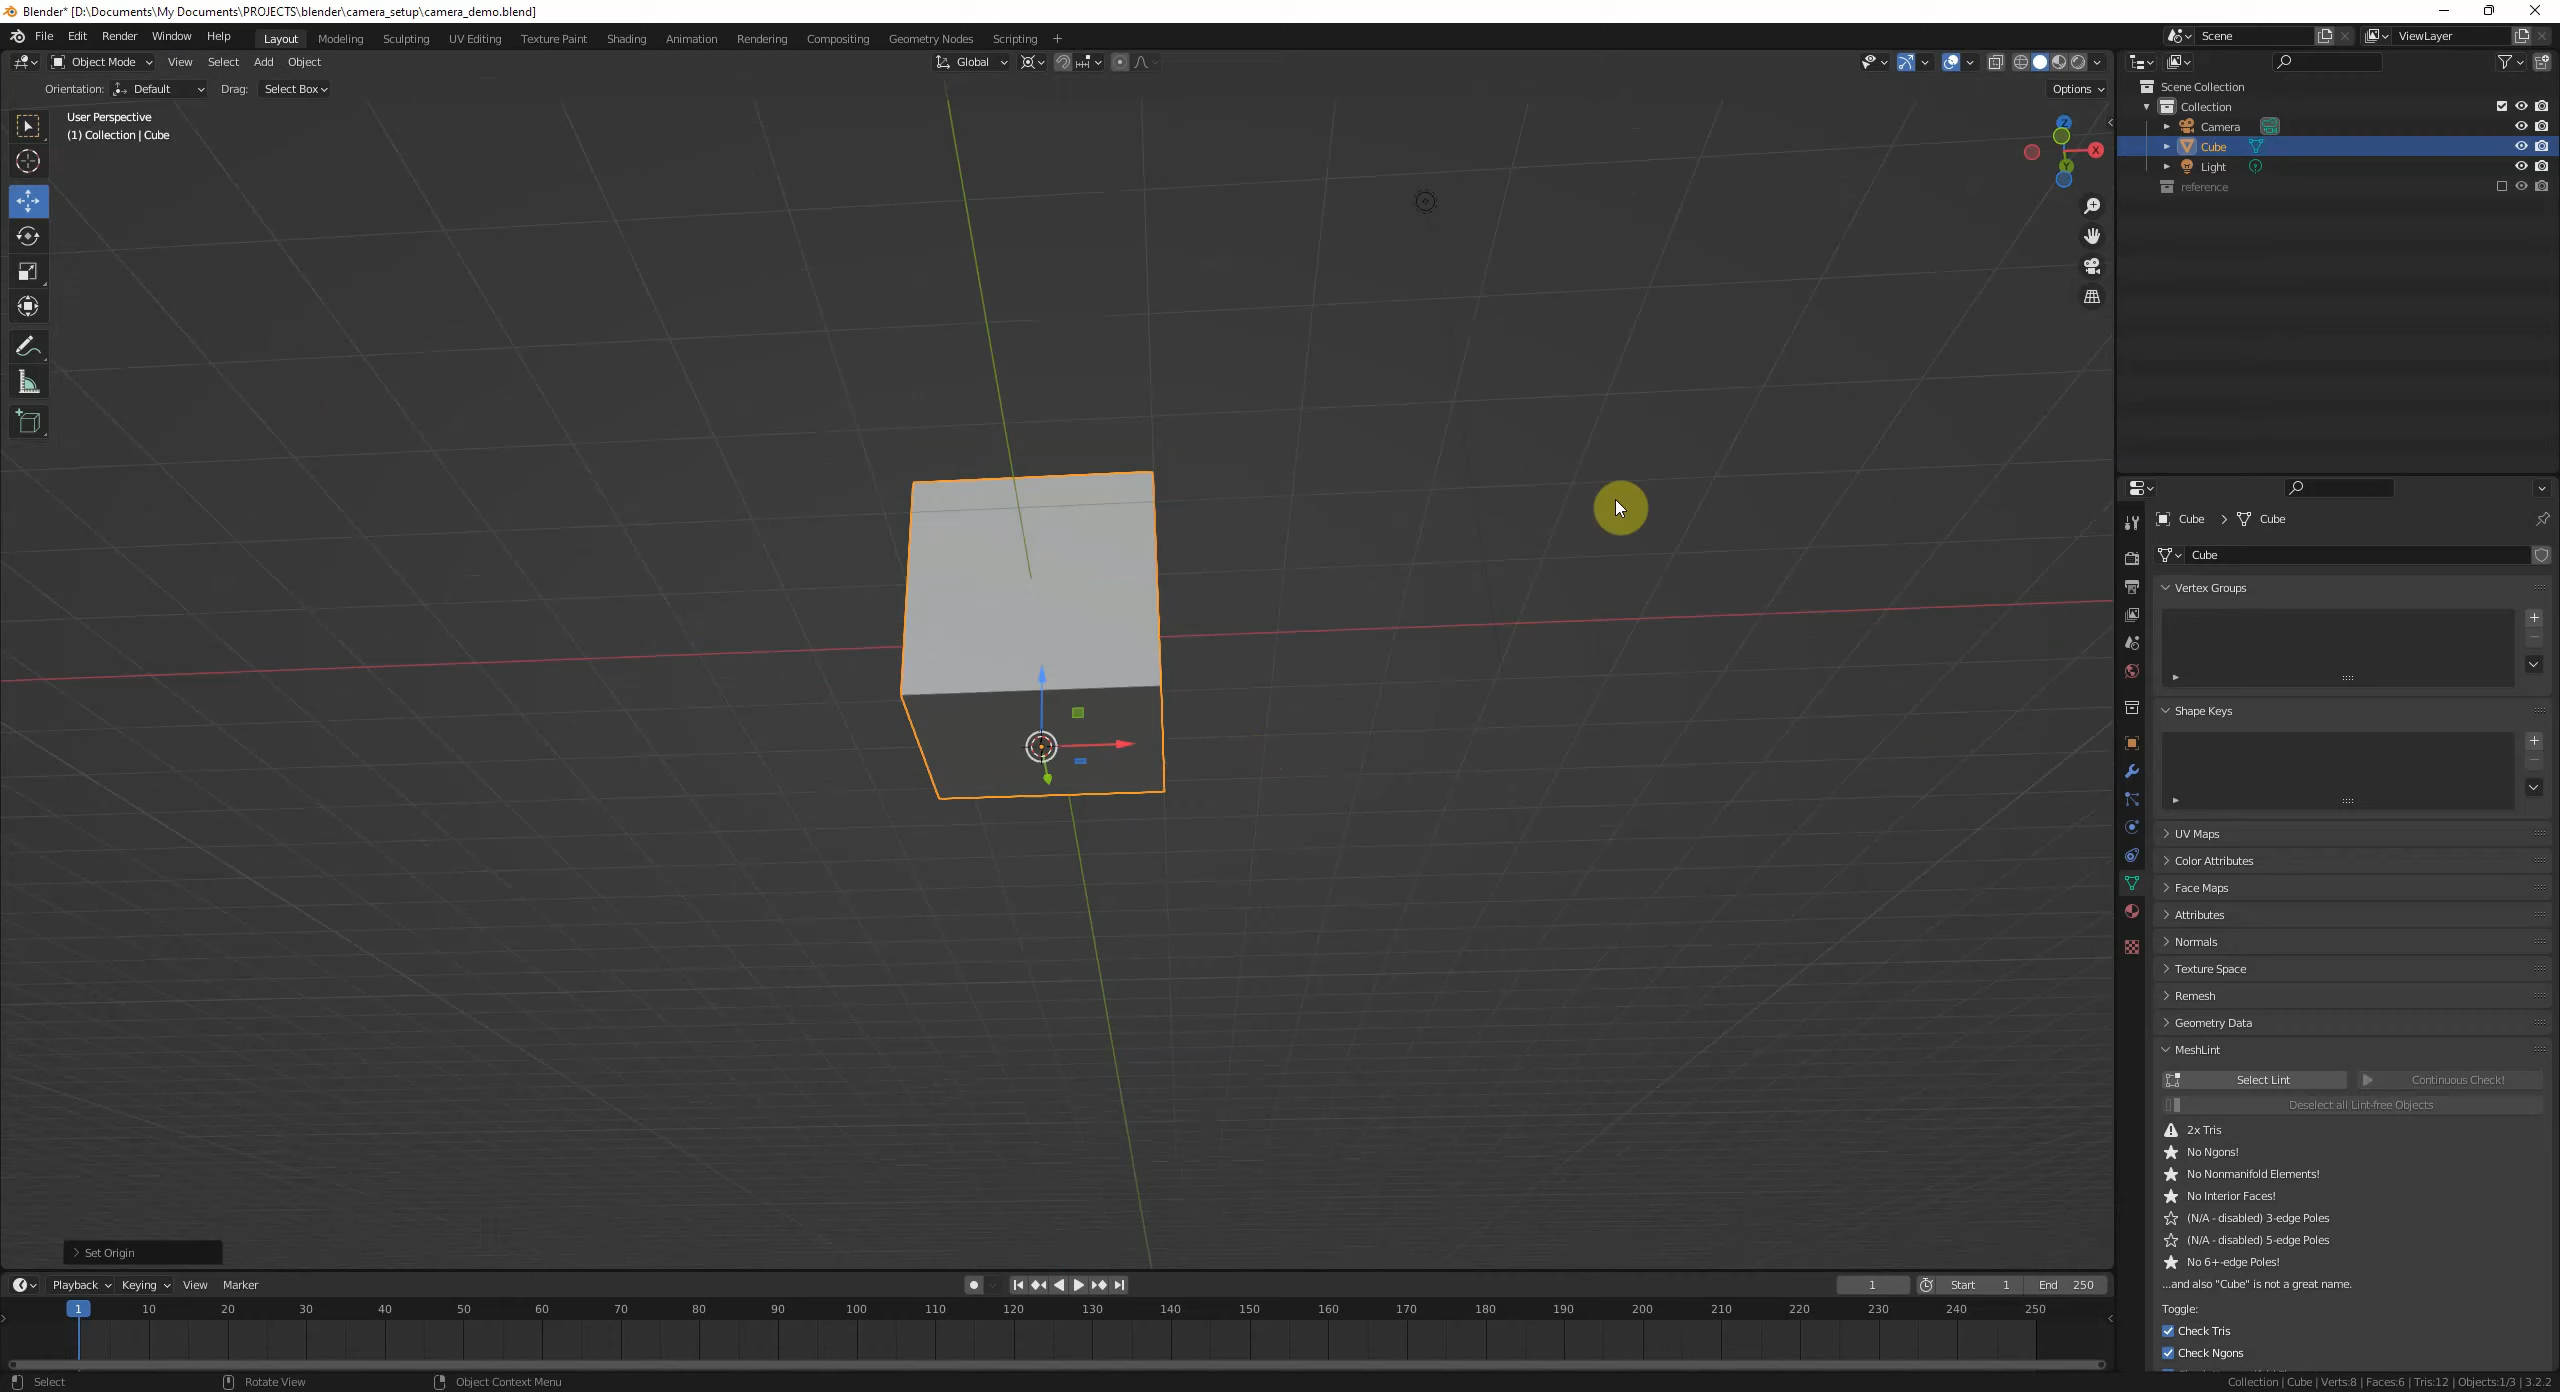 Blender* [D:\Documents\My Documents\PROJECTS\blender\camera_setup\camera_demo.blend]
File Edit Render Window Help Layout Modeling Sculpting UV Editing Texture Paint Shading Animation Rendering Compositing Geometry Nodes Scripting + Scene ViewLayer
Object Mode View Select Add Object Global
Orientation: Default Drag: Select Box Options
User Perspective
(1) Collection | Cube
Z
X
Y
Scene Collection
Collection
Camera
Cube
Light
reference
Cube > Cube
Cube
Vertex Groups
Shape Keys
UV Maps
Color Attributes
Face Maps
Attributes
Normals
Texture Space
Remesh
Geometry Data
MeshLint
Select Lint Continuous Check!
Deselect all Lint-free Objects
2x Tris
No Ngons!
No Nonmanifold Elements!
No Interior Faces!
(N/A - disabled) 3-edge Poles
(N/A - disabled) 5-edge Poles
No 6+-edge Poles!
...and also "Cube" is not a great name.
Toggle:
Check Tris
Check Ngons
Set Origin
Playback Keying View Marker 1 Start 1 End 250
1 10 20 30 40 50 60 70 80 90 100 110 120 130 140 150 160 170 180 190 200 210 220 230 240 250
Select Rotate View Object Context Menu Collection | Cube | Verts:8 | Faces:6 | Tris:12 | Objects:1/3 | 3.2.2